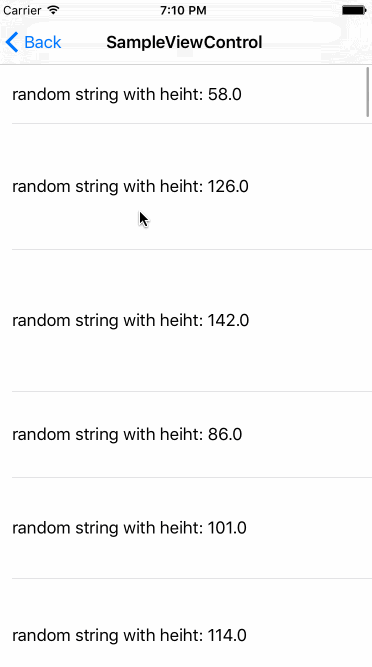 Carrier 7:10 PM
Back SampleViewControl
random string with heiht: 58.0
random string with heiht: 126.0
random string with heiht: 142.0
random string with heiht: 86.0
random string with heiht: 101.0
random string with heiht: 114.0